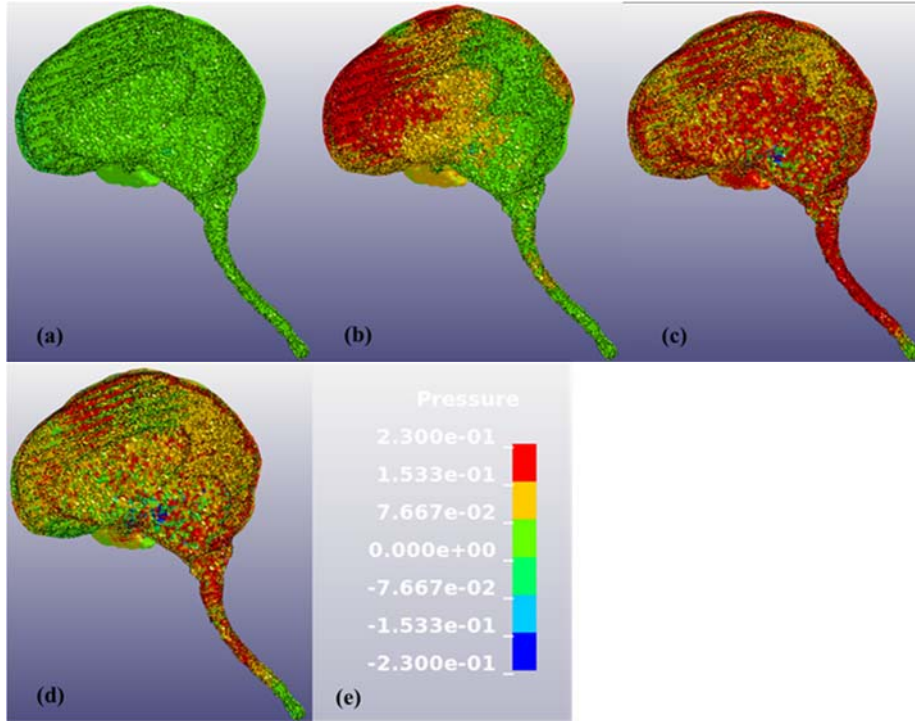 (a)
(b)
(c)
(d)
Pressure
2.300e-01
1.533e-01
7.667e-02
0.000e+00
-7.667e-02
-1.533e-01
-2.300e-01
(e)